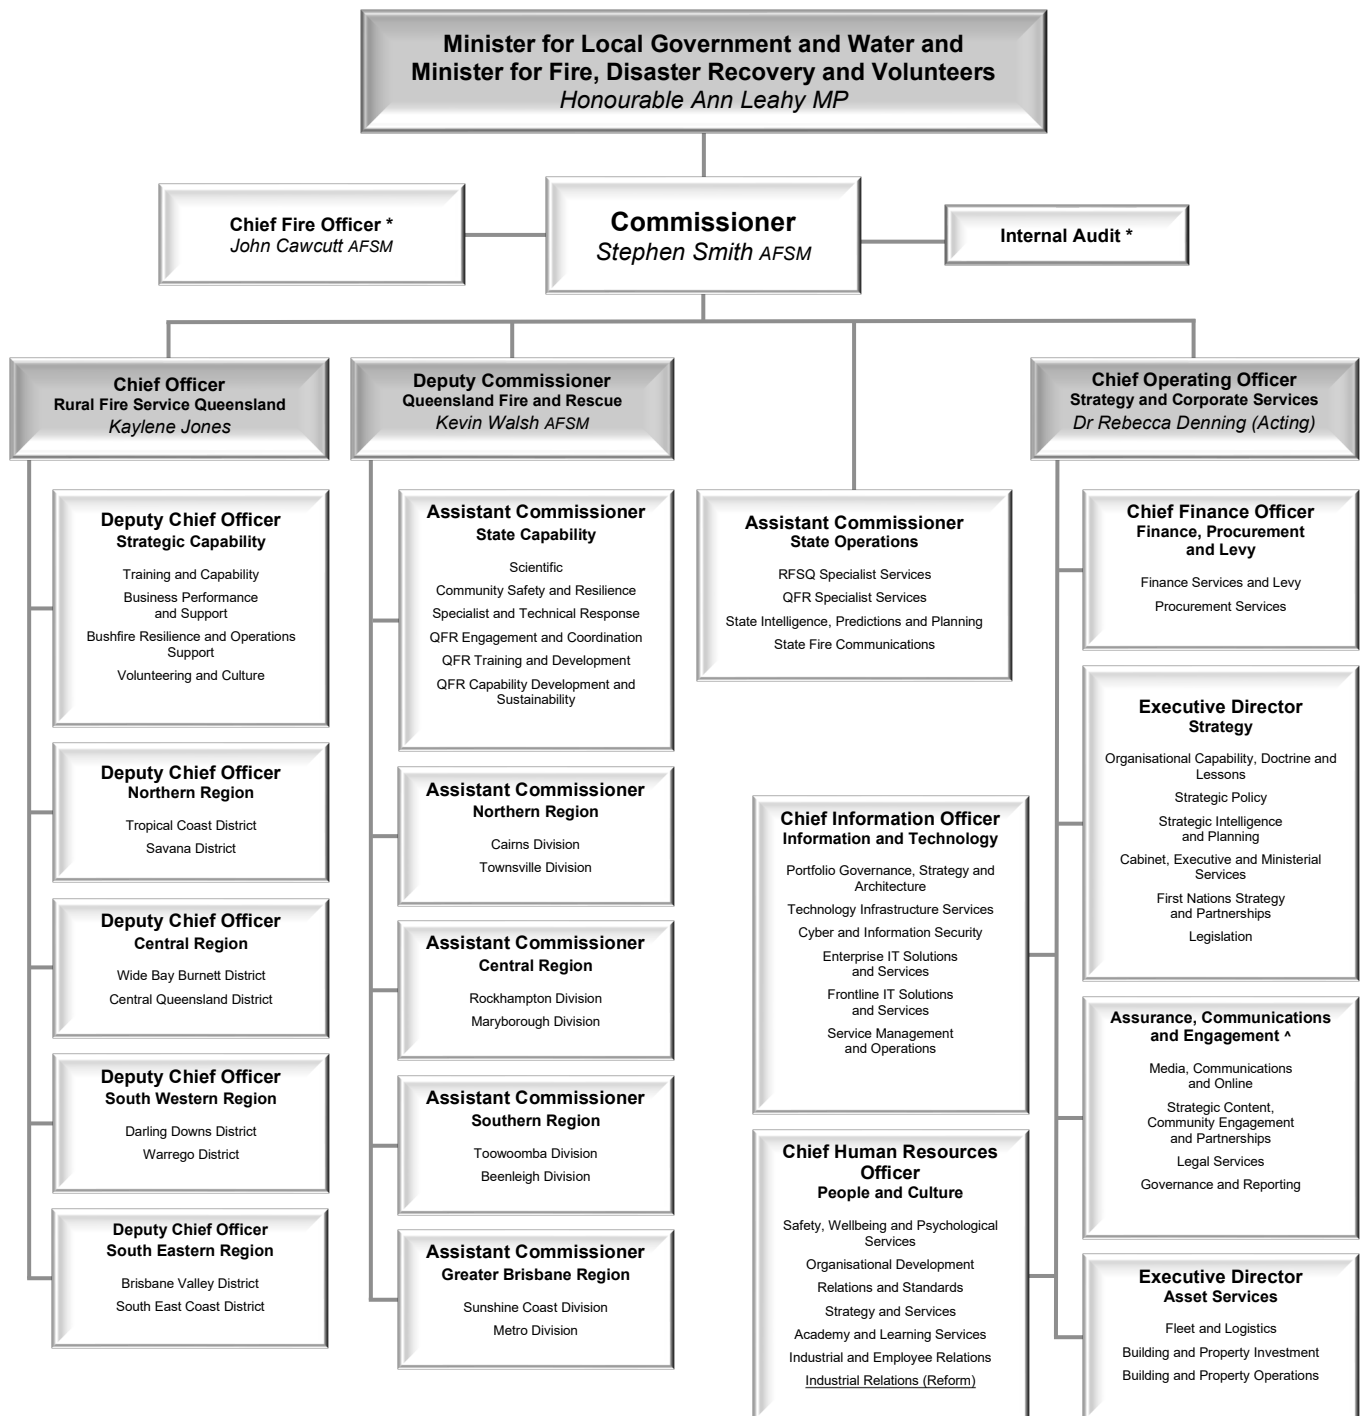 Minister for Local Government and Water and
Minister for Fire, Disaster Recovery and Volunteers
Honourable Ann Leahy MP
Chief Fire Officer *
John Cawcutt AFSM
Commissioner
Stephen Smith AFSM
Internal Audit *
Chief Officer
Rural Fire Service Queensland
Kaylene Jones
Deputy Chief Officer
Strategic Capability
Training and Capability
Business Performance
and Support
Bushfire Resilience and Operations
Support
Volunteering and Culture
Deputy Chief Officer
Northern Region
Tropical Coast District
Savana District
Deputy Chief Officer
Central Region
Wide Bay Burnett District
Central Queensland District
Deputy Chief Officer
South Western Region
Darling Downs District
Warrego District
Deputy Chief Officer
South Eastern Region
Brisbane Valley District
South East Coast District
Deputy Commissioner
Queensland Fire and Rescue
Kevin Walsh AFSM
Assistant Commissioner
State Capability
Scientific
Community Safety and Resilience
Specialist and Technical Response
QFR Engagement and Coordination
QFR Training and Development
QFR Capability Development and
Sustainability
Assistant Commissioner
Northern Region
Cairns Division
Townsville Division
Assistant Commissioner
Central Region
Rockhampton Division
Maryborough Division
Assistant Commissioner
Southern Region
Toowoomba Division
Beenleigh Division
Assistant Commissioner
Greater Brisbane Region
Sunshine Coast Division
Metro Division
Assistant Commissioner
State Operations
RFSQ Specialist Services
QFR Specialist Services
State Intelligence, Predictions and Planning
State Fire Communications
Chief Operating Officer
Strategy and Corporate Services
Dr Rebecca Denning (Acting)
Chief Finance Officer
Finance, Procurement
and Levy
Finance Services and Levy
Procurement Services
Executive Director
Strategy
Organisational Capability, Doctrine and
Lessons
Strategic Policy
Strategic Intelligence
and Planning
Cabinet, Executive and Ministerial
Services
First Nations Strategy
and Partnerships
Legislation
Chief Information Officer
Information and Technology
Portfolio Governance, Strategy and
Architecture
Technology Infrastructure Services
Cyber and Information Security
Enterprise IT Solutions
and Services
Frontline IT Solutions
and Services
Service Management
and Operations
Assurance, Communications
and Engagement ^
Media, Communications
and Online
Strategic Content,
Community Engagement
and Partnerships
Legal Services
Governance and Reporting
Chief Human Resources
Officer
People and Culture
Safety, Wellbeing and Psychological
Services
Organisational Development
Relations and Standards
Strategy and Services
Academy and Learning Services
Industrial and Employee Relations
Industrial Relations (Reform)
Executive Director
Asset Services
Fleet and Logistics
Building and Property Investment
Building and Property Operations